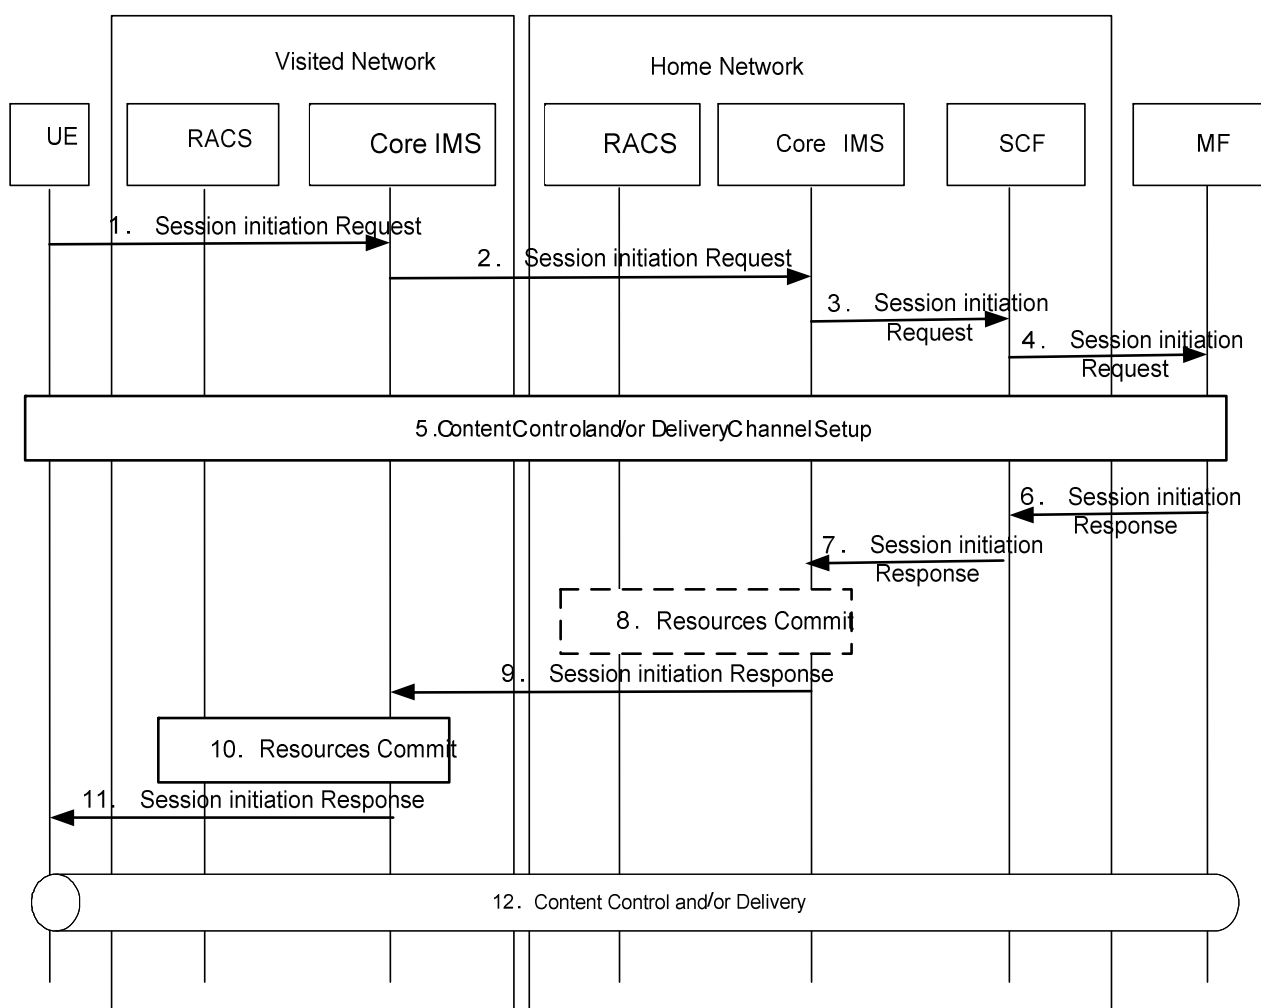 Visited Network
Home Network
UE
RACS
Core IMS
RACS
Core IMS
SCF
MF
1. Session initiation Request
2. Session initiation Request
3. Session initiation
Request
4. Session initiation
Request
5.ContentControland/or DeliveryChannelSetup
6. Session initiation
Response
7. Session initiation
Response
8. Resources Commit
9. Session initiation Response
10. Resources Commit
11. Session initiation Response
12. Content Control and/or Delivery